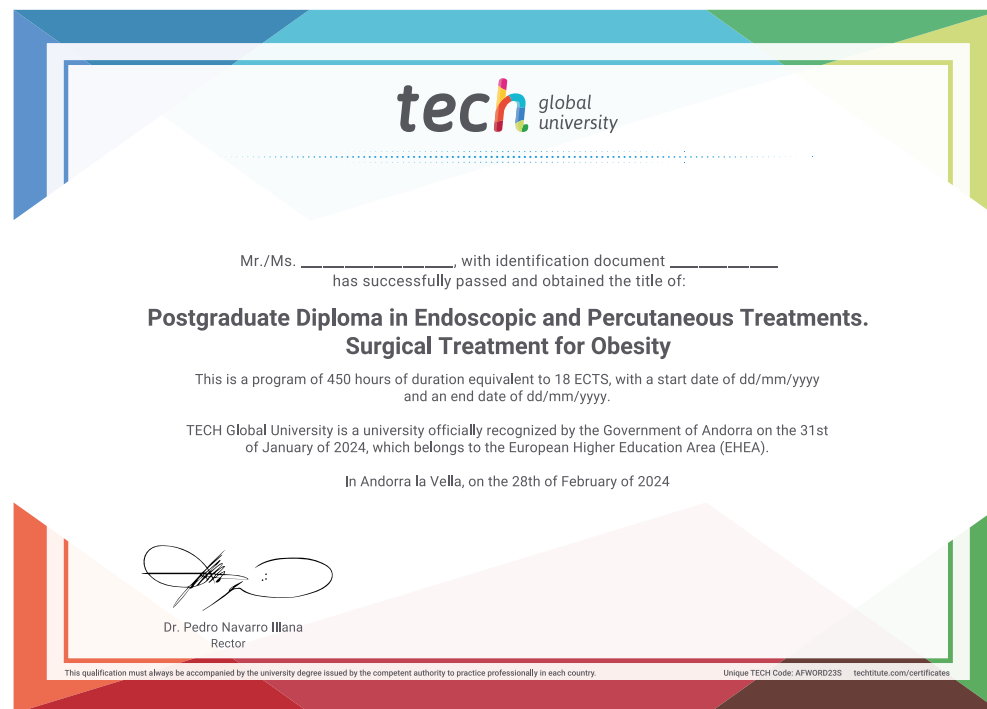 tech global
university
Mr./Ms. ____________________, with identification document ______________
has successfully passed and obtained the title of:
Postgraduate Diploma in Endoscopic and Percutaneous Treatments.
Surgical Treatment for Obesity
This is a program of 450 hours of duration equivalent to 18 ECTS, with a start date of dd/mm/yyyy
and an end date of dd/mm/yyyy.
TECH Global University is a university officially recognized by the Government of Andorra on the 31st
of January of 2024, which belongs to the European Higher Education Area (EHEA).
In Andorra la Vella, on the 28th of February of 2024
Dr. Pedro Navarro Illana
Rector
This qualification must always be accompanied by the university degree issued by the competent authority to practice professionally in each country.
Unique TECH Code: AFWORD23S techtitute.com/certificates